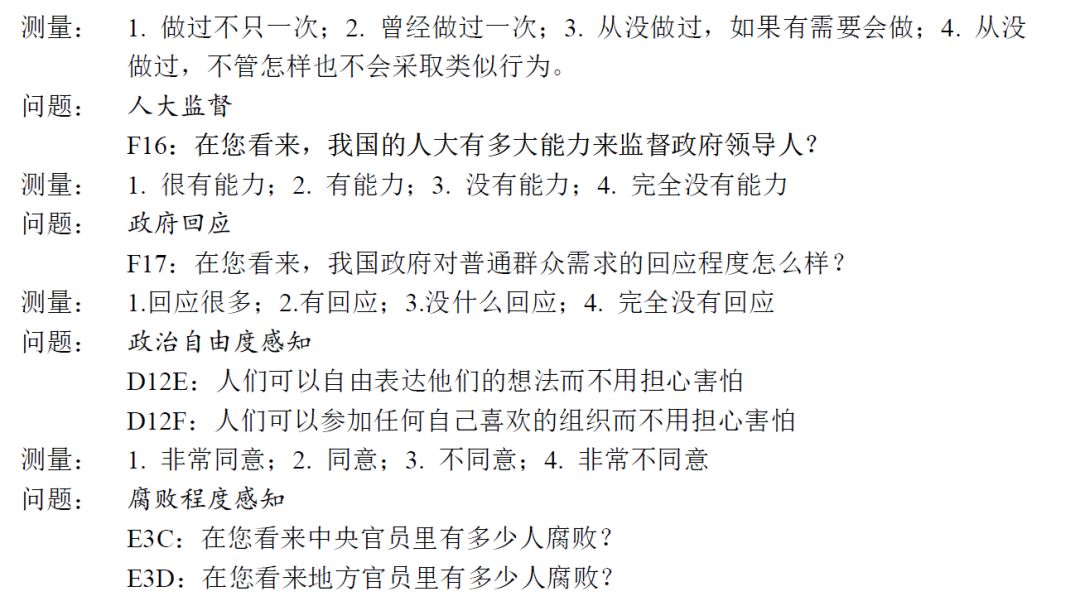 测量： 1. 做过不只一次；2. 曾经做过一次；3. 从没做过，如果有需要会做；4. 从没
做过，不管怎样也不会采取类似行为。
问题： 人大监督
F16：在您看来，我国的人大有多大能力来监督政府领导人？
测量： 1. 很有能力；2. 有能力；3. 没有能力；4. 完全没有能力
问题： 政府回应
F17：在您看来，我国政府对普通群众需求的回应程度怎么样？
测量： 1.回应很多；2.有回应；3.没什么回应；4. 完全没有回应
问题： 政治自由度感知
D12E：人们可以自由表达他们的想法而不用担心害怕
D12F：人们可以参加任何自己喜欢的组织而不用担心害怕
测量： 1. 非常同意；2. 同意；3. 不同意；4. 非常不同意
问题： 腐败程度感知
E3C：在您看来中央官员里有多少人腐败？
E3D：在您看来地方官员里有多少人腐败？